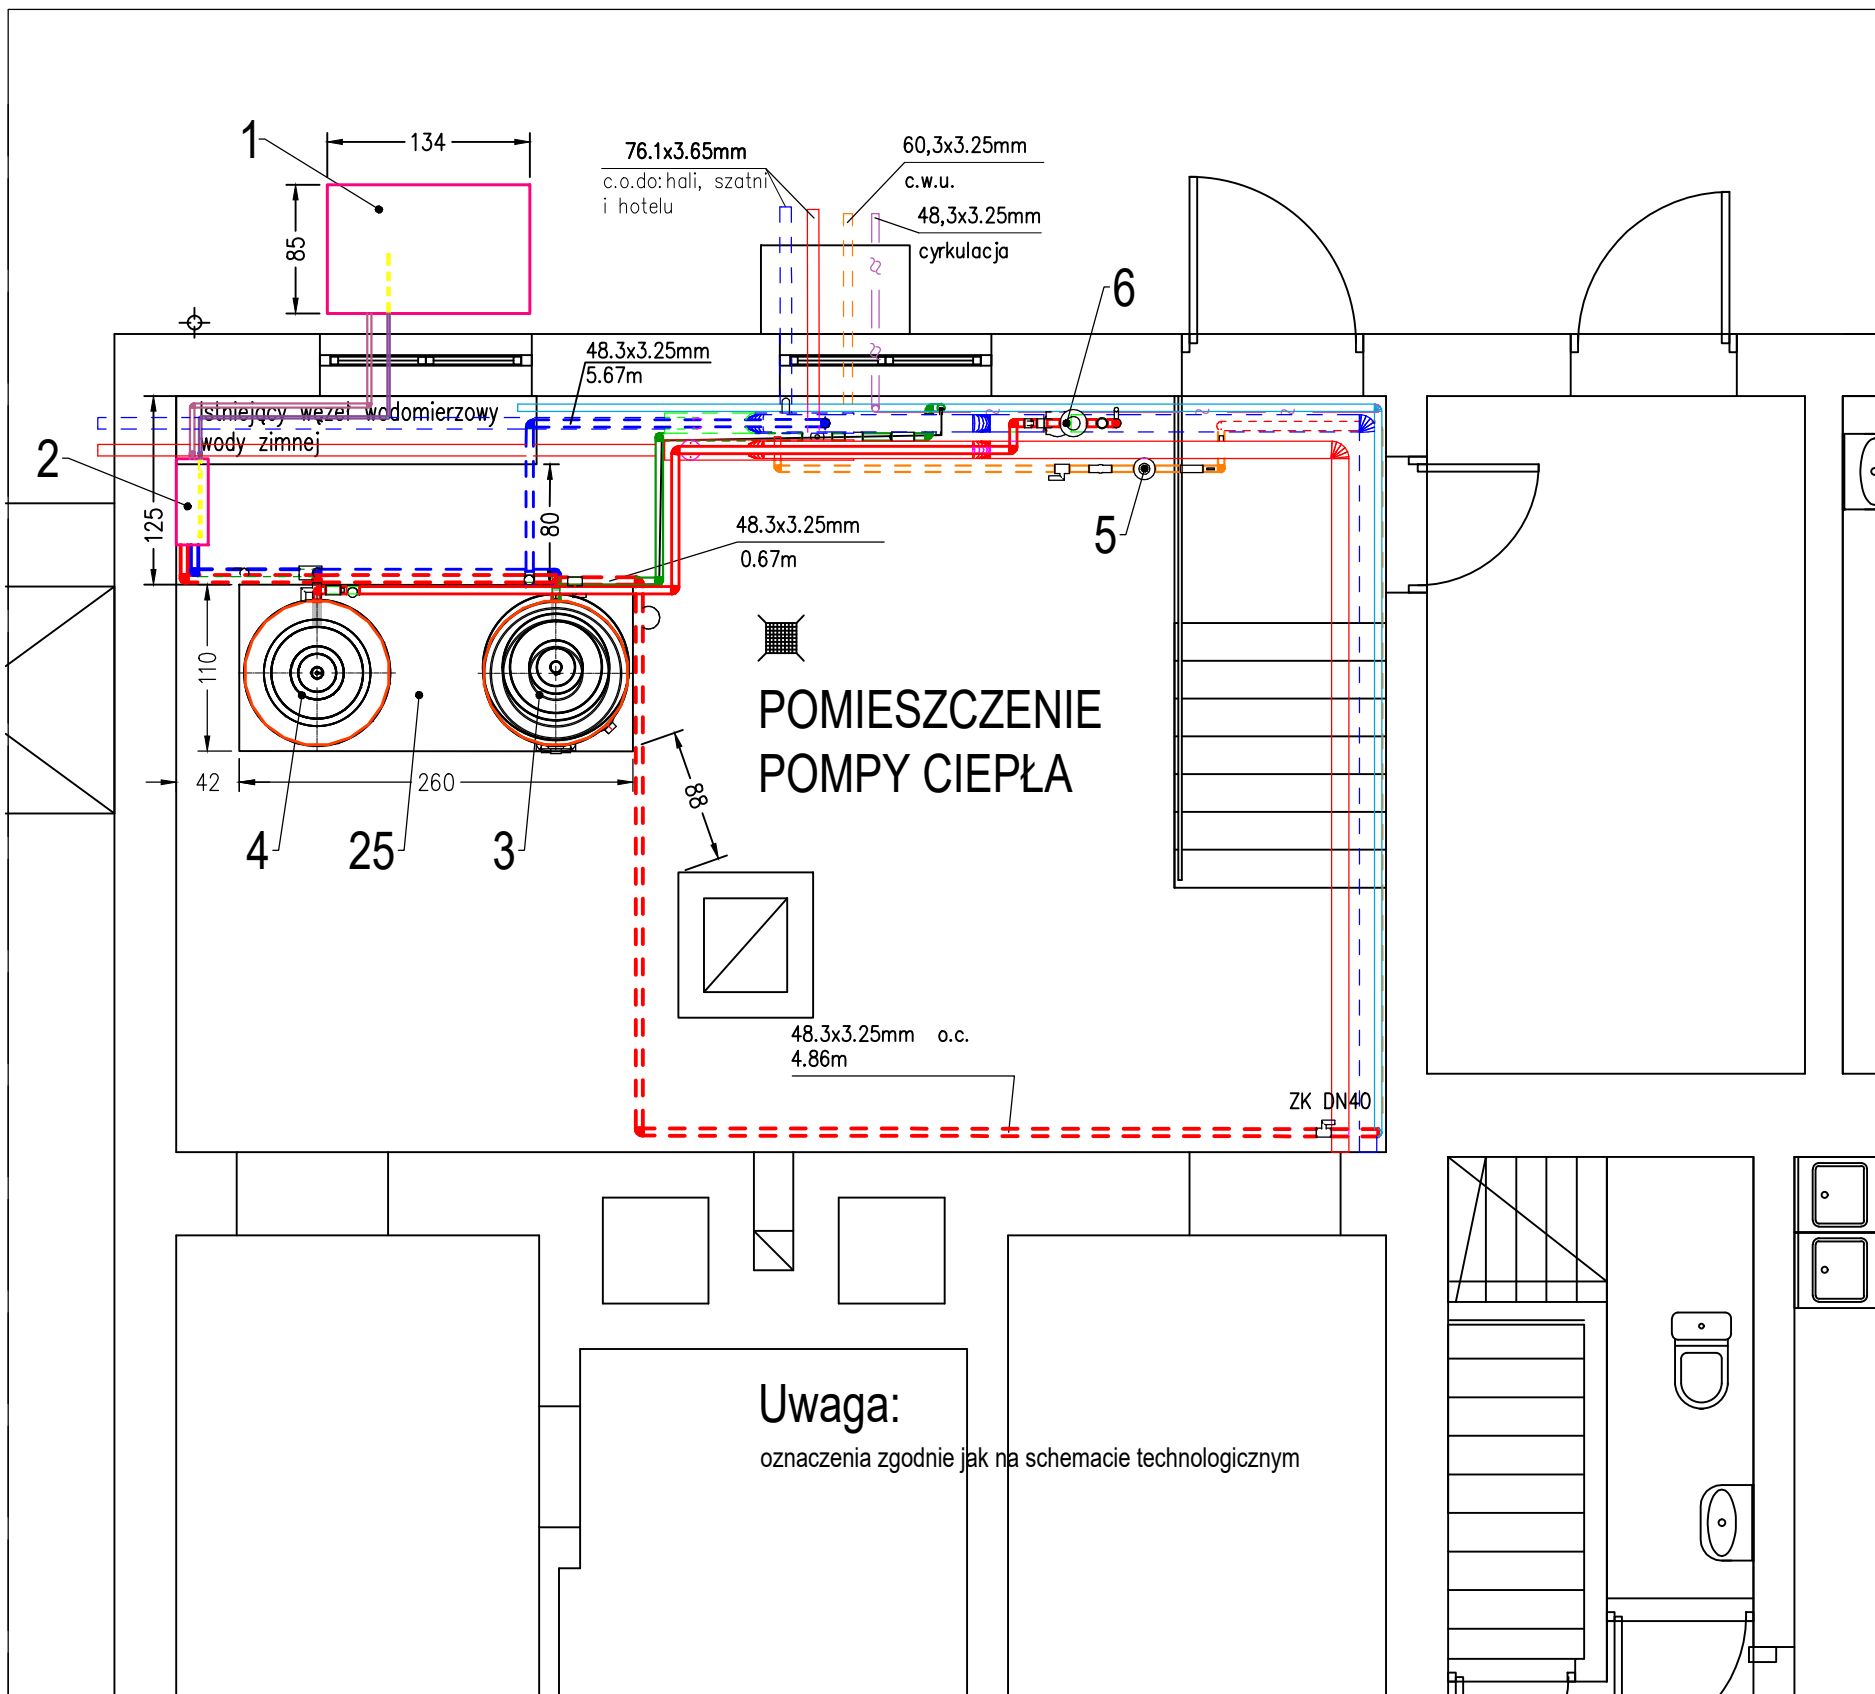 1
134
85
76.1x3.65mm
c.o.do: hali, szatni
i hotelu
60,3x3.25mm
c.w.u.
48,3x3.25mm
cyrkulacja
6
48.3x3.25mm
5.67m
Istniejący węzeł wodomierzowy
wody zimnej
2
125
80
5
48.3x3.25mm
0.67m
110
POMIESZCZENIE
POMPY CIEPŁA
42
260
88
4
25
3
48.3x3.25mm o.c.
4.86m
ZK DN40
Uwaga:
oznaczenia zgodnie jak na schemacie technologicznym